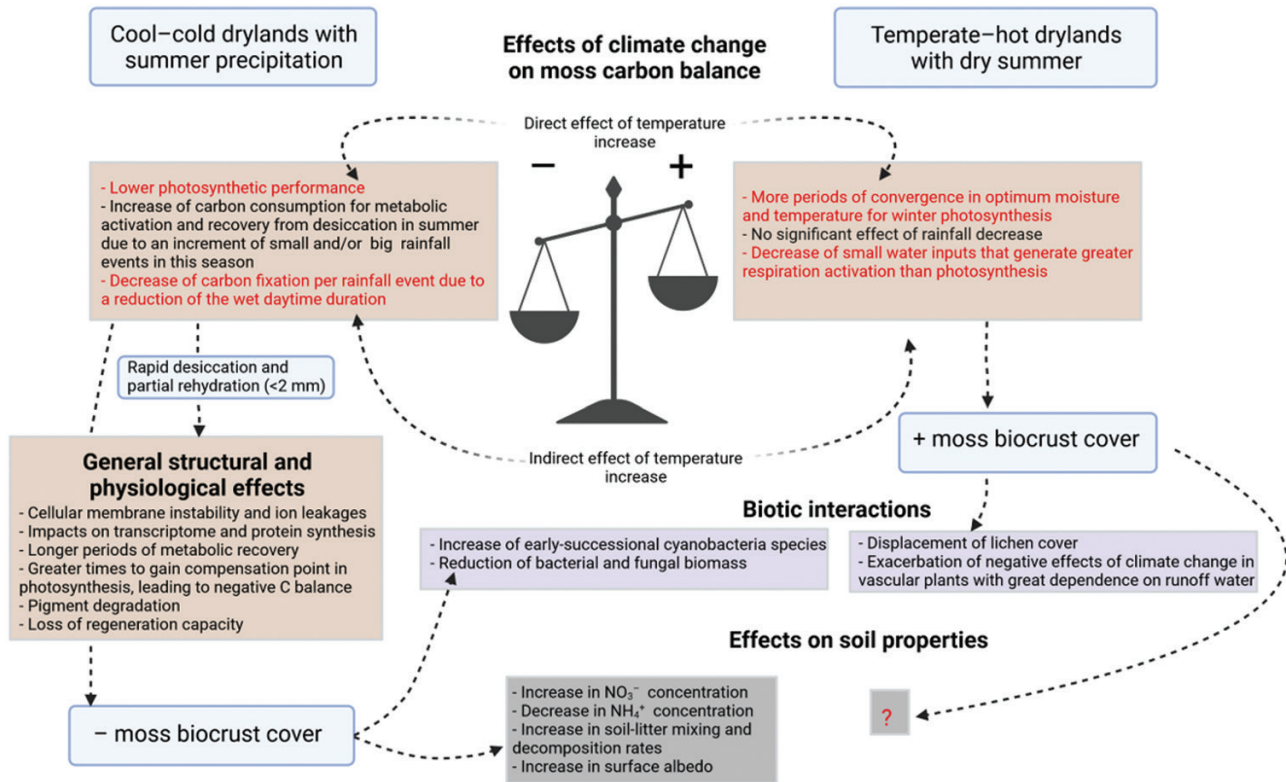 Cool–cold drylands with
summer precipitation
Effects of climate change
on moss carbon balance
Temperate–hot drylands
with dry summer
Direct effect of temperature
increase
–
+
- Lower photosynthetic performance
- Increase of carbon consumption for metabolic
activation and recovery from desiccation in summer
due to an increment of small and/or big rainfall
events in this season
- Decrease of carbon fixation per rainfall event due to
a reduction of the wet daytime duration
- More periods of convergence in optimum moisture
and temperature for winter photosynthesis
- No significant effect of rainfall decrease
- Decrease of small water inputs that generate greater
respiration activation than photosynthesis
Rapid desiccation and
partial rehydration (<2 mm)
General structural and
physiological effects
- Cellular membrane instability and ion leakages
- Impacts on transcriptome and protein synthesis
- Longer periods of metabolic recovery
- Greater times to gain compensation point in
photosynthesis, leading to negative C balance
- Pigment degradation
- Loss of regeneration capacity
Indirect effect of temperature
increase
+ moss biocrust cover
Biotic interactions
- Increase of early-successional cyanobacteria species
- Reduction of bacterial and fungal biomass
- Displacement of lichen cover
- Exacerbation of negative effects of climate change in
vascular plants with great dependence on runoff water
Effects on soil properties
– moss biocrust cover
- Increase in NO₃⁻ concentration
- Decrease in NH₄⁺ concentration
- Increase in soil-litter mixing and
decomposition rates
- Increase in surface albedo
?